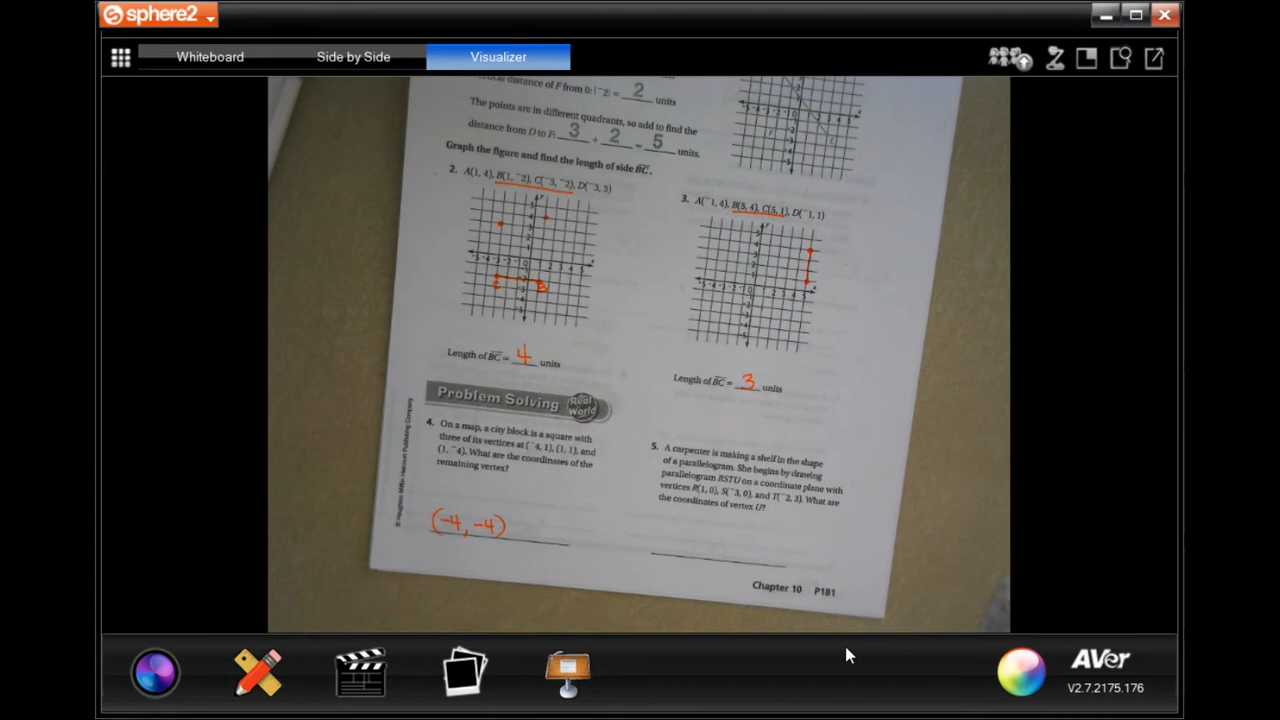 sphere2
Whiteboard
Side by Side
Visualizer
distance of F from 0: |⁻2| = 2 units
The points are in different quadrants, so add to find the
distance from D to F: 3 + 2 = 5 units.
Graph the figure and find the length of side BC.
2. A(1, 4), B(1, ⁻2), C(⁻3, ⁻2), D(⁻3, 3)
C B
Length of BC = 4 units
3. A(⁻1, 4), B(5, 4), C(5, 1), D(⁻1, 1)
Length of BC = 3 units
Problem Solving Real World
4. On a map, a city block is a square with
three of its vertices at (⁻4, 1), (1, 1), and
(1, ⁻4). What are the coordinates of the
remaining vertex?
(-4, -4)
5. A carpenter is making a shelf in the shape
of a parallelogram. She begins by drawing
parallelogram RSTU on a coordinate plane with
vertices R(1, 0), S(⁻3, 0), and T(⁻2, 3). What are
the coordinates of vertex U?
© Houghton Mifflin Harcourt Publishing Company
Chapter 10 P181
AVer
V2.7.2175.176